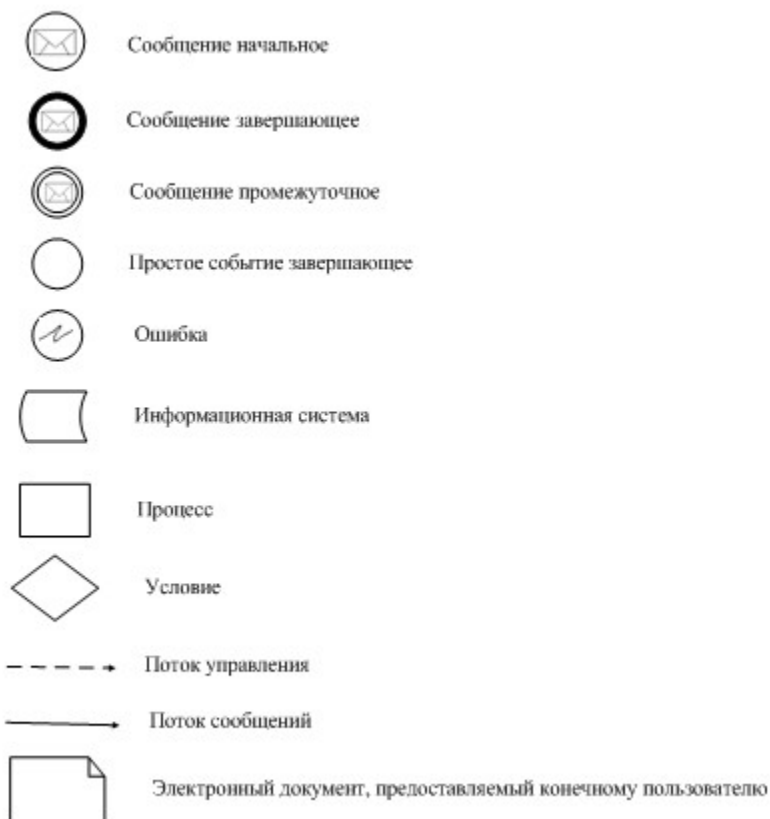 Сообщение начальное
Сообщение завершающее
Сообщение промежуточное
Простое событие завершающее
Ошибка
Информационная система
Процесс
Условие
Поток управления
Поток сообщений
Электронный документ, предоставляемый конечному пользователю